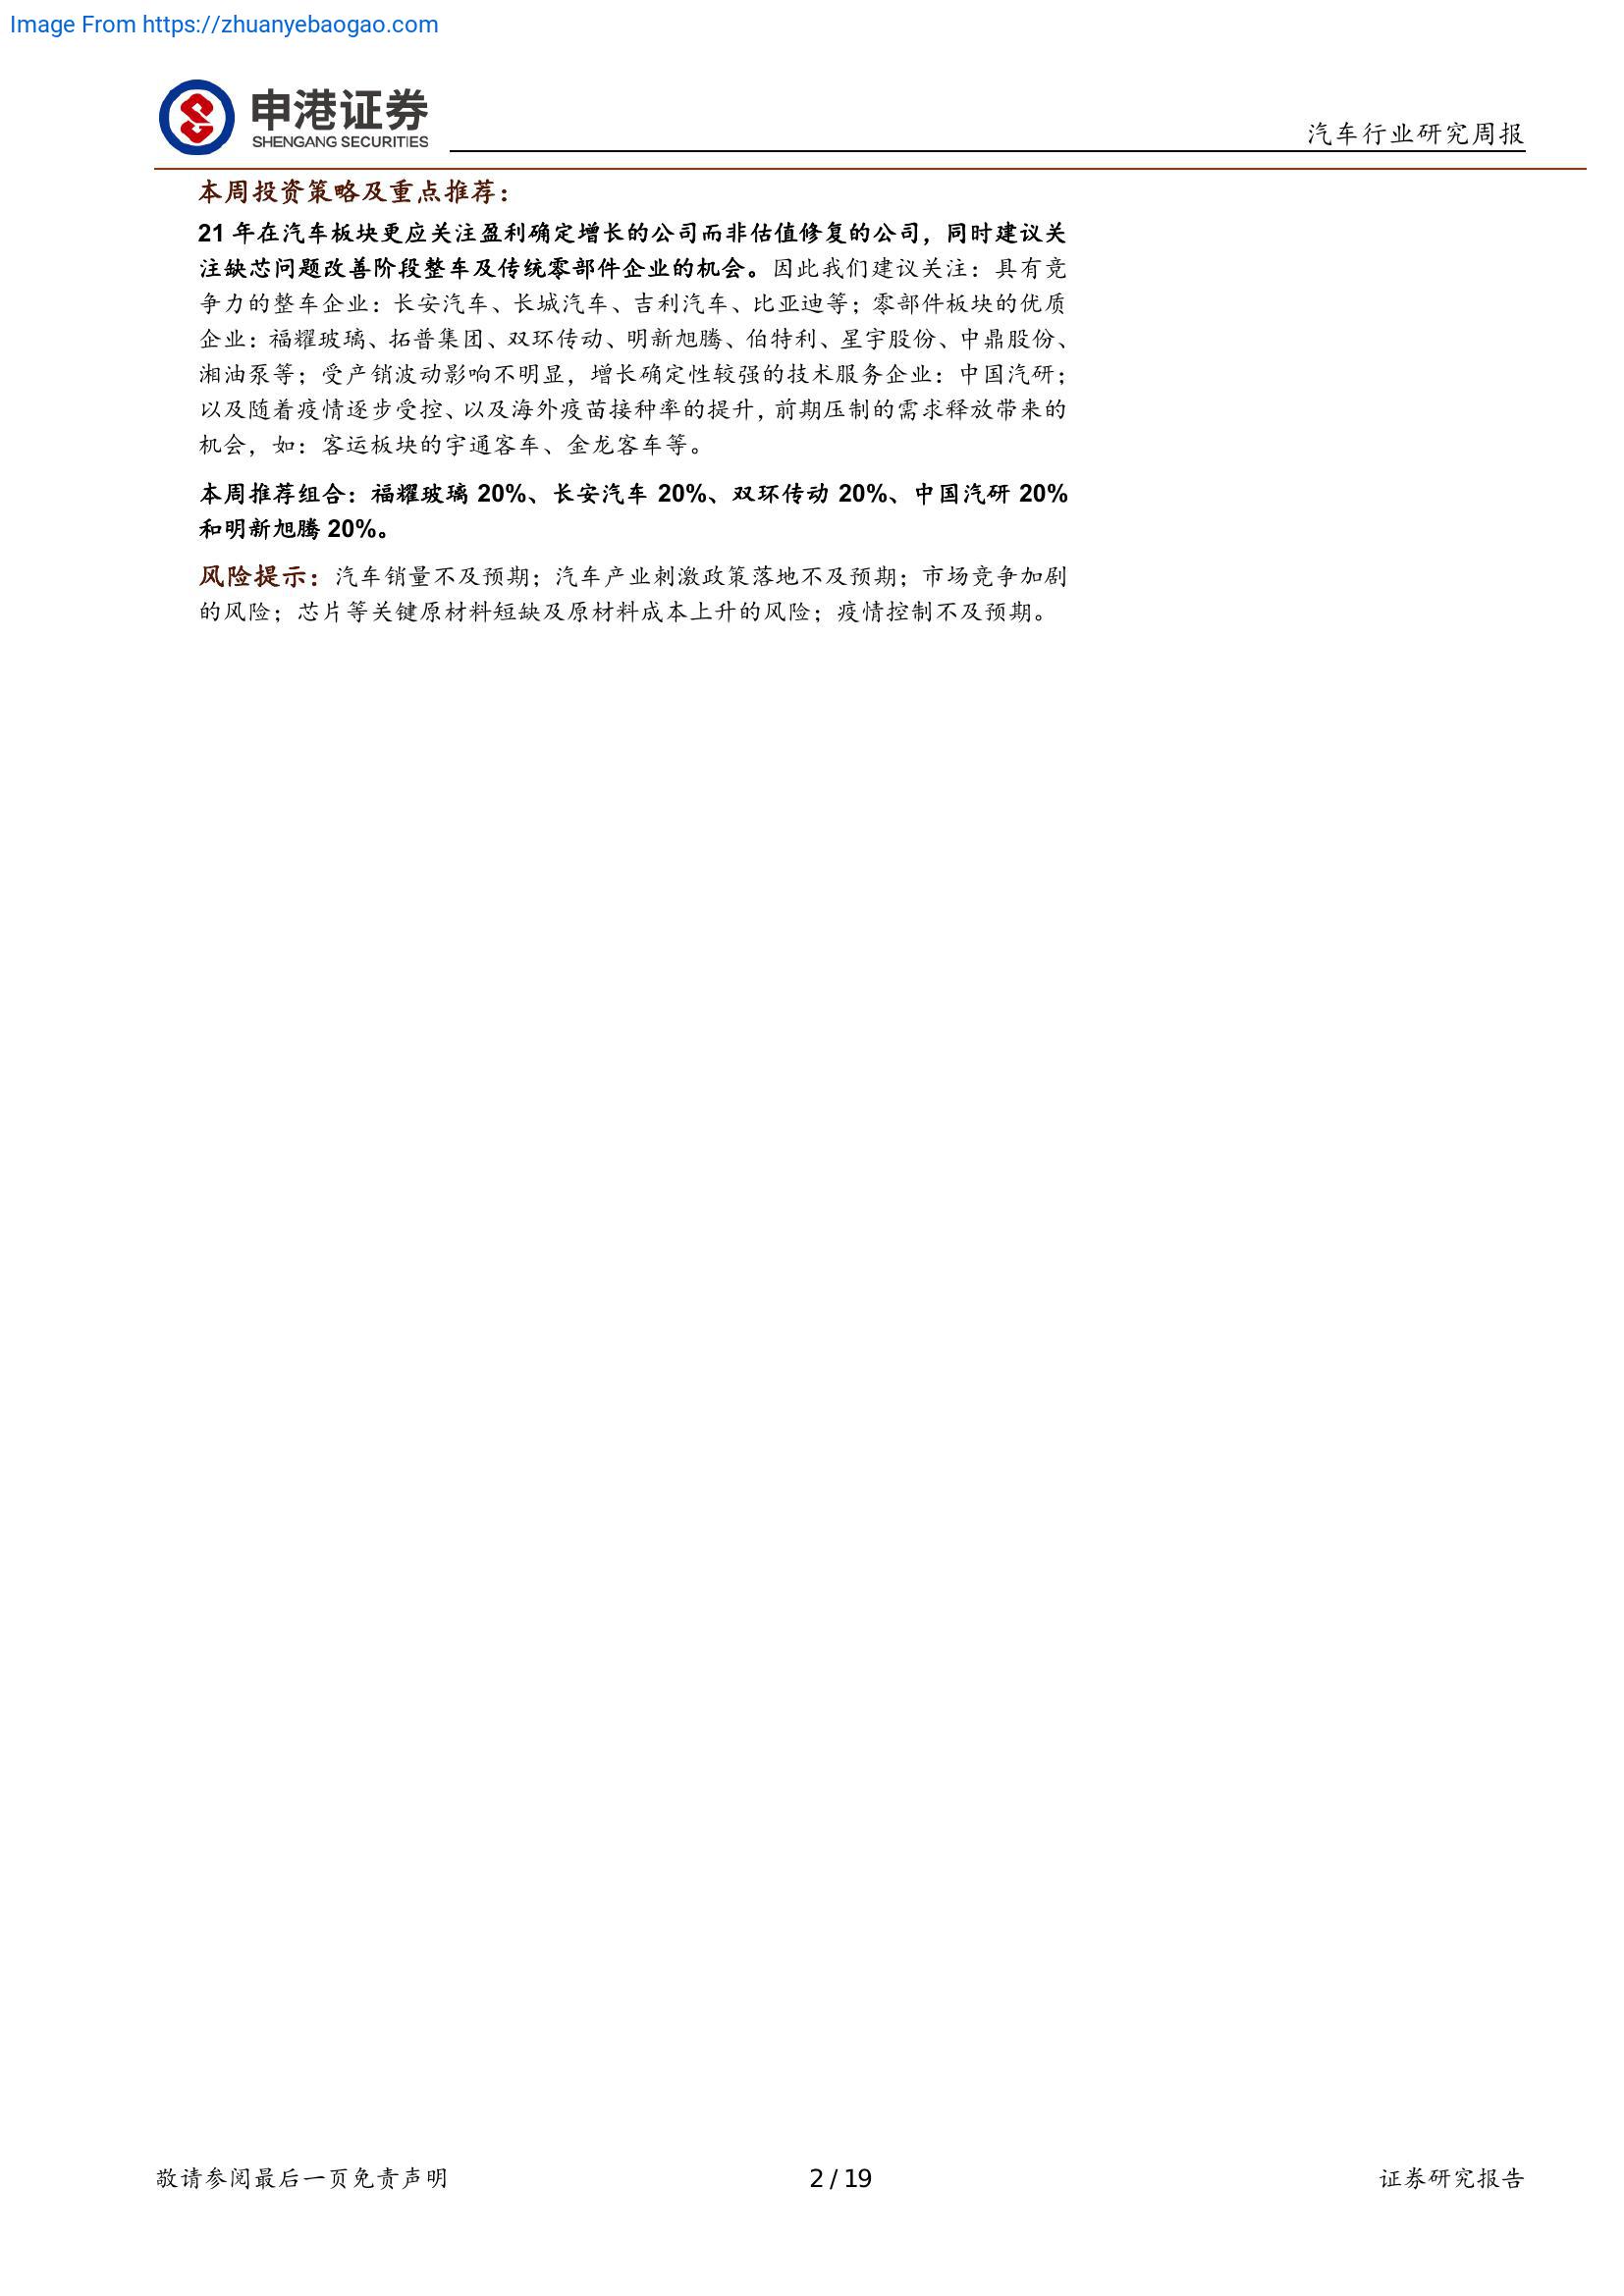 Image From https://zhuanyebaogao.com
申港证券
SHENGANG SECURITIES
汽车行业研究周报
本周投资策略及重点推荐：
21 年在汽车板块更应关注盈利确定增长的公司而非估值修复的公司，同时建议关
注缺芯问题改善阶段整车及传统零部件企业的机会。因此我们建议关注：具有竞
争力的整车企业：长安汽车、长城汽车、吉利汽车、比亚迪等；零部件板块的优质
企业：福耀玻璃、拓普集团、双环传动、明新旭腾、伯特利、星宇股份、中鼎股份、
湘油泵等；受产销波动影响不明显，增长确定性较强的技术服务企业：中国汽研；
以及随着疫情逐步受控、以及海外疫苗接种率的提升，前期压制的需求释放带来的
机会，如：客运板块的宇通客车、金龙客车等。
本周推荐组合：福耀玻璃 20%、长安汽车 20%、双环传动 20%、中国汽研 20%
和明新旭腾 20%。
风险提示：汽车销量不及预期；汽车产业刺激政策落地不及预期；市场竞争加剧
的风险；芯片等关键原材料短缺及原材料成本上升的风险；疫情控制不及预期。
敬请参阅最后一页免责声明
2 / 19
证券研究报告